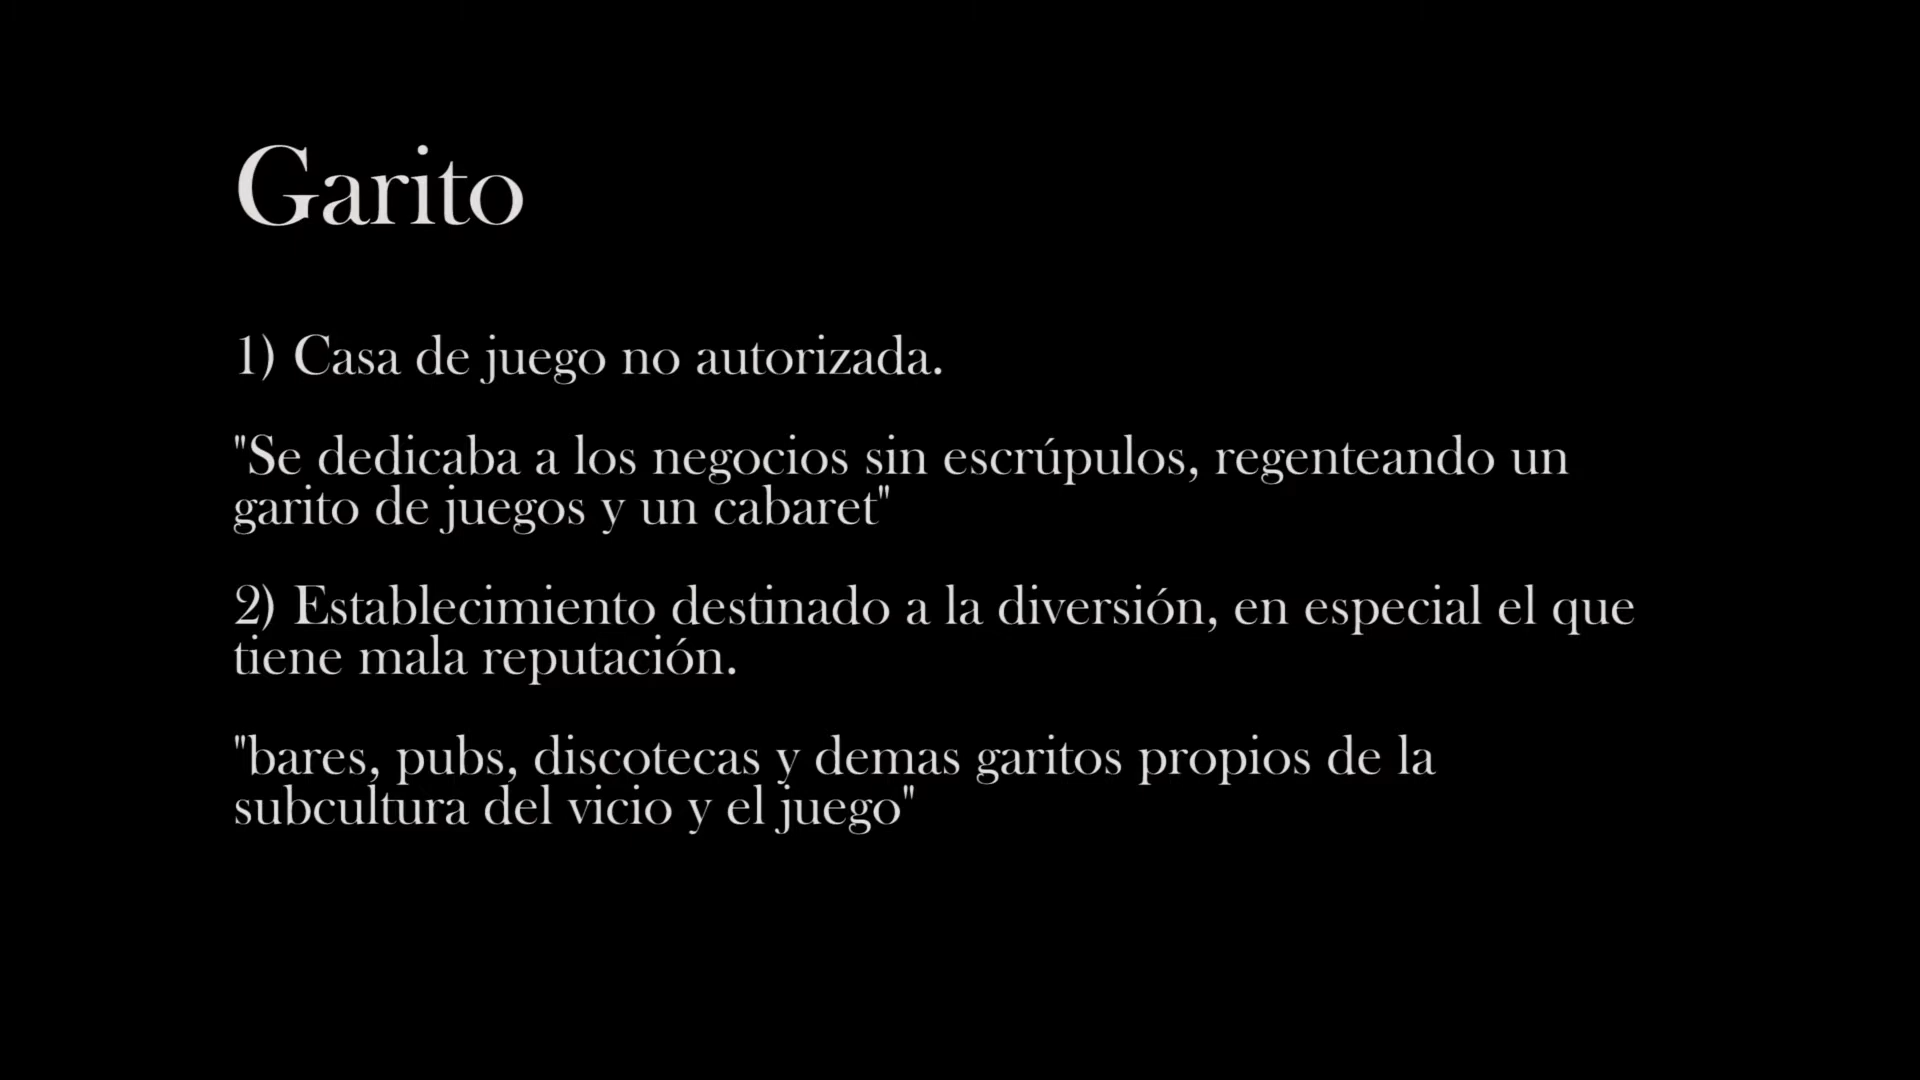 Garito
1) Casa de juego no autorizada.
"Se dedicaba a los negocios sin escrúpulos, regenteando un
garito de juegos y un cabaret"
2) Establecimiento destinado a la diversión, en especial el que
tiene mala reputación.
"bares, pubs, discotecas y demas garitos propios de la
subcultura del vicio y el juego"